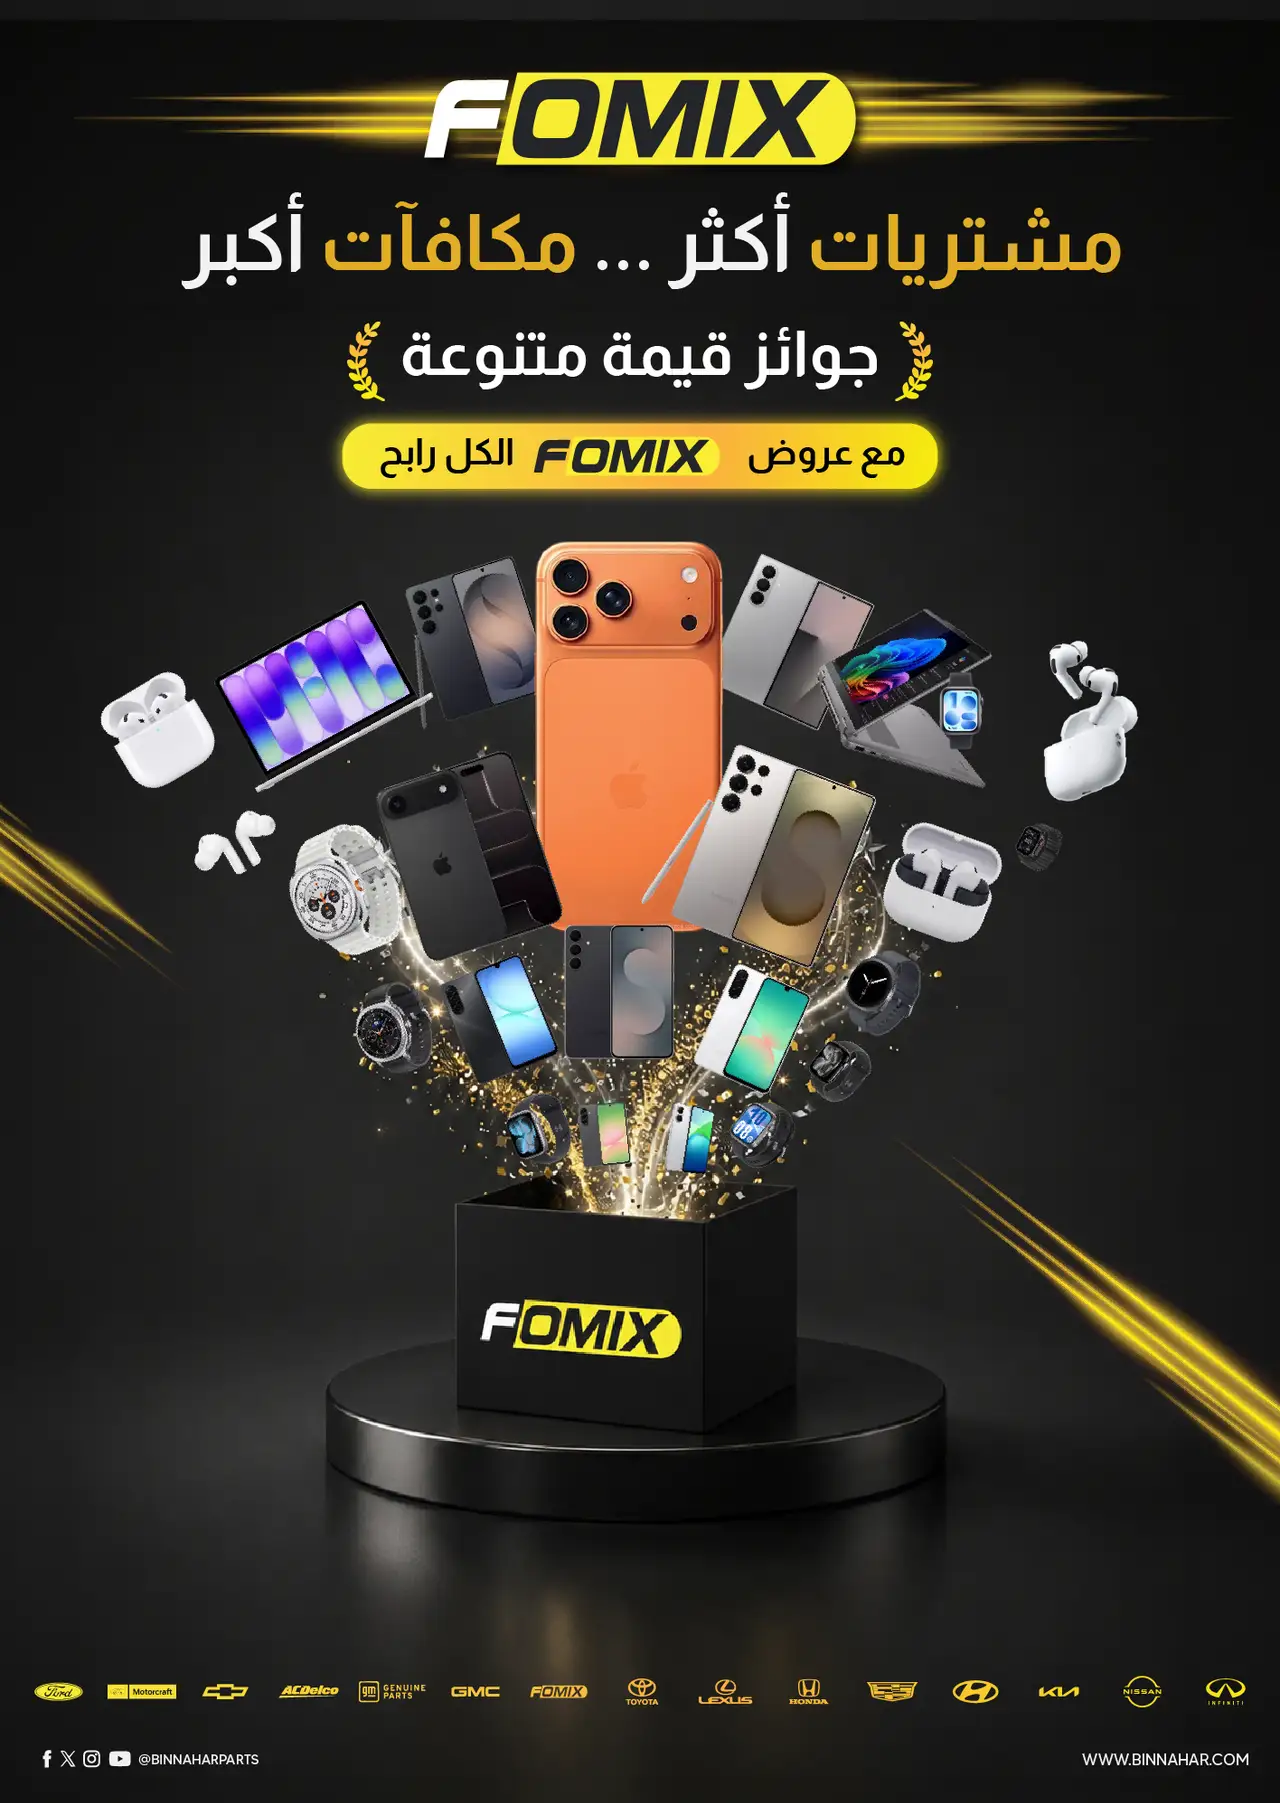 FOMIX
مشتريات أكثر ... مكافآت أكبر
جوائز قيمة متنوعة
مع عروض FOMIX الكل رابح
FOMIX
Ford
Motorcraft
ACDelco
gm GENUINE PARTS
GMC
FOMIX
TOYOTA
LEXUS
HONDA
KIA
NISSAN
INFINITI
@BINNAHARPARTS
WWW.BINNAHAR.COM